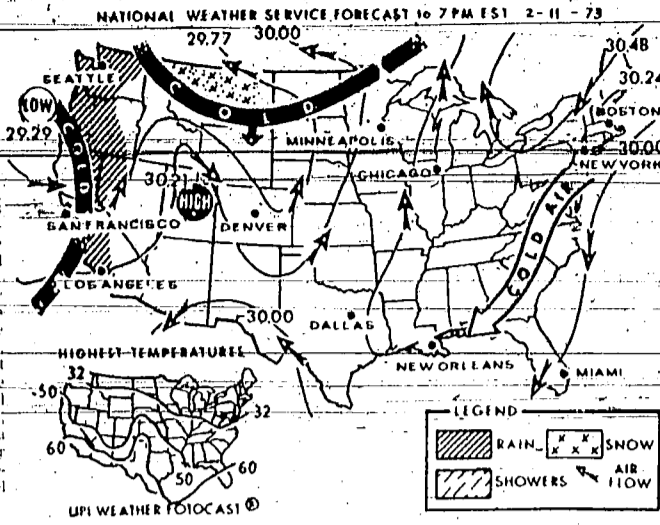 NATIONAL WEATHER SERVICE FORECAST to 7 PM EST 2-11-73
29.77 30.00
30.48
30.24
SEATTLE
LOW
29.29
COLD
COLD
BOSTON
MINNEAPOLIS
30.00
NEW YORK
CHICAGO
30.21
HIGH
SAN FRANCISCO
DENVER
COLD AIR
LOS ANGELES
30.00
DALLAS
NEW ORLEANS
MIAMI
HIGHEST TEMPERATURES
32
50
32
60
50
60
UPI WEATHER FOTOCAST ®
LEGEND
RAIN
SNOW
SHOWERS
AIR FLOW